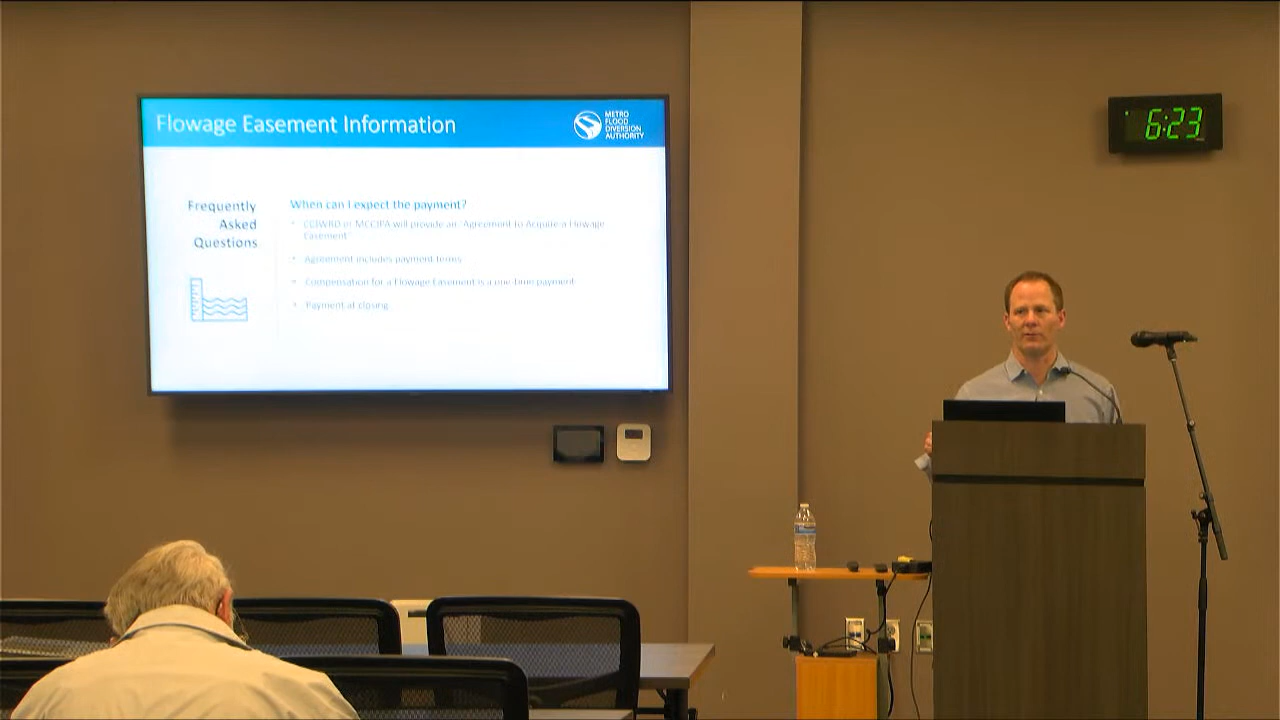 Flowage Easement Information
METRO
FLOOD
DIVERSION
AUTHORITY
6:23
Frequently
Asked
Questions
When can I expect the payment?
• CCJWRD or MCCJPA will provide an "Agreement to Acquire a Flowage
Easement"
• Agreement includes payment terms
• Compensation for a Flowage Easement is a one-time payment
• Payment at closing